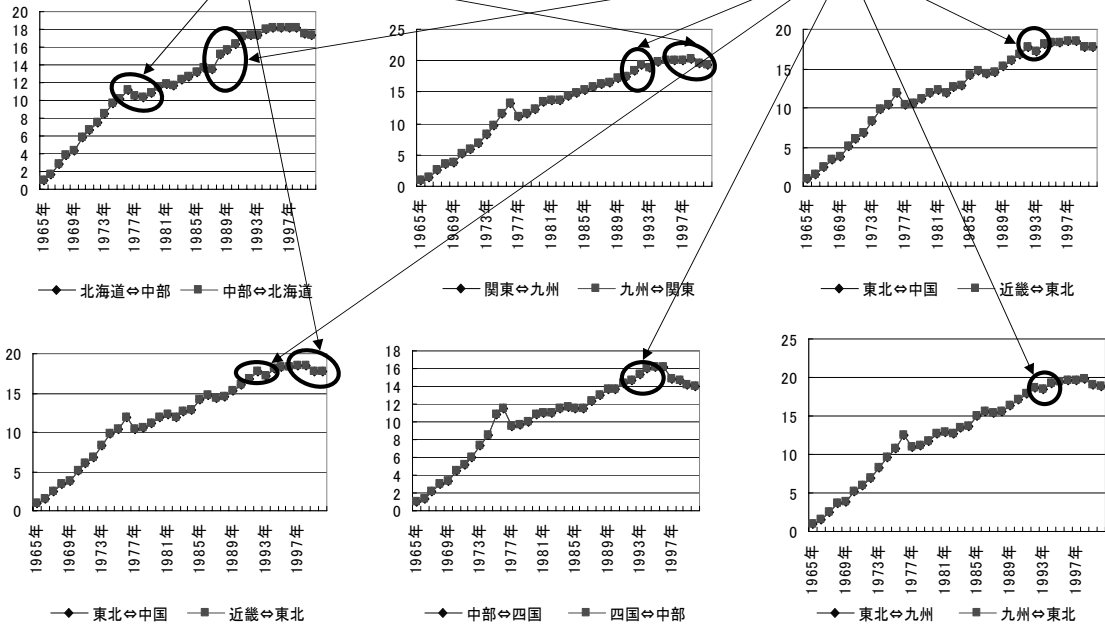 20
18
16
14
12
10
8
6
4
2
0
1965年
1969年
1973年
1977年
1981年
1985年
1989年
1993年
1997年
北海道⇔中部 中部⇔北海道
25
20
15
10
5
0
1965年
1969年
1973年
1977年
1981年
1985年
1989年
1993年
1997年
関東⇔九州 九州⇔関東
20
15
10
5
0
1965年
1969年
1973年
1977年
1981年
1985年
1989年
1993年
1997年
東北⇔中国 近畿⇔東北
20
15
10
5
0
1965年
1969年
1973年
1977年
1981年
1985年
1989年
1993年
1997年
東北⇔中国 近畿⇔東北
18
16
14
12
10
8
6
4
2
0
1965年
1969年
1973年
1977年
1981年
1985年
1989年
1993年
1997年
中部⇔四国 四国⇔中部
25
20
15
10
5
0
1965年
1969年
1973年
1977年
1981年
1985年
1989年
1993年
1997年
東北⇔九州 九州⇔東北